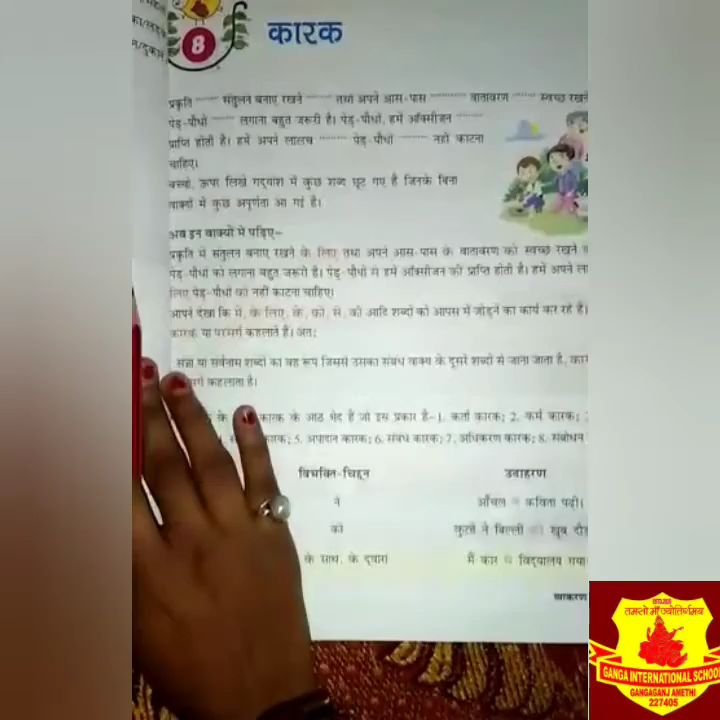 8
कारक
प्रकृति ........ संतुलन बनाए रखने ........ तथा अपने आस-पास ........ वातावरण ...... स्वच्छ रखने
पेड़-पौधों ...... लगाना बहुत जरूरी है। पेड़-पौधों, हमें ऑक्सीजन ........
प्राप्ति होती है। हमें अपने लालच ........ पेड़-पौधों ........ नहीं काटना
चाहिए।
बच्चो, ऊपर लिखे गद्यांश में कुछ शब्द छूट गए हैं जिनके बिना
वाक्यों में कुछ अपूर्णता आ गई है।
अब इन वाक्यों में पढ़िए-
प्रकृति में संतुलन बनाए रखने के लिए तथा अपने आस-पास के वातावरण को स्वच्छ रखने
पेड़-पौधों को लगाना बहुत जरूरी है। पेड़-पौधों से हमें ऑक्सीजन की प्राप्ति होती है। हमें अपने
लिए पेड़-पौधों को नहीं काटना चाहिए।
आपने देखा कि में, के लिए, के, को, से, की आदि शब्दों को आपस में जोड़ने का कार्य कर रहे हैं।
कारक या परसर्ग कहलाते हैं। अतः
संज्ञा या सर्वनाम शब्दों का वह रूप जिससे उसका संबंध वाक्य के दूसरे शब्दों से जाना जाता है,
कहलाता है।
के कारक के आठ भेद हैं जो इस प्रकार हैं-1. कर्ता कारक; 2. कर्म कारक;
कारक; 5. अपादान कारक; 6. संबंध कारक; 7. अधिकरण कारक; 8. संबोधन
विभक्ति-चिह्न उदाहरण
ने आँचल ने कविता पढ़ी।
को कुत्ते ने बिल्ली को खूब
के साथ, के द्वारा मैं कार से विद्यालय गया
व्याकरण
तमसो मा ज्योतिर्गमय
GANGA INTERNATIONAL SCHOOL
GANGAGANJ AMETHI
227405